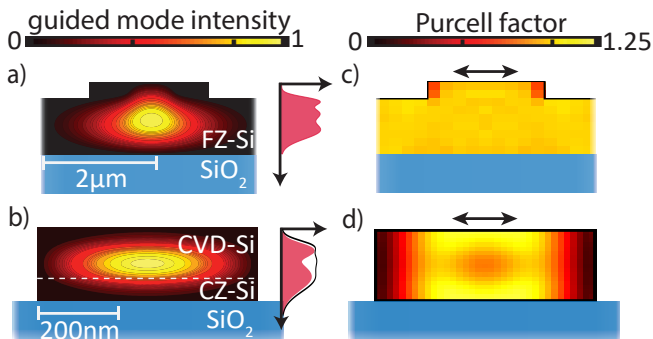 guided mode intensity
0
1
Purcell factor
0
1.25
a)
FZ-Si
SiO2
2μm
c)
b)
CVD-Si
CZ-Si
SiO2
200nm
d)